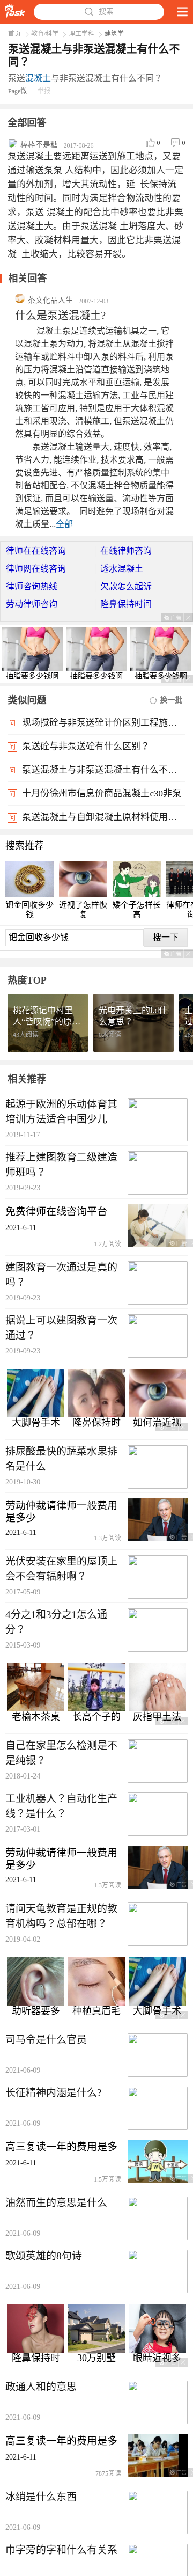 Task
搜索
首页 > 教育/科学 > 理工学科 > 建筑学
泵送混凝土与非泵送混凝土有什么不同？
泵送混凝土与非泵送混凝土有什么不同？
Page微 举报
全部回答
棒棒不是糖 2017-08-26 0 0
泵送混凝土要远距离运送到施工地点，又要
通过输送泵泵 人结构中，因此必须加人一定
量的外加剂，增大其流动性，延 长保持流
动性的时间。同时为满足拌合物流动性的要
求，泵送 混凝土的配合比中砂率也要比非泵
送混凝土大。由于泵送混凝 土坍落度大、砂
率大、胶凝材料用量大，因此它比非泵送混
凝 土收缩大，比较容易开裂。
相关回答
茶文化品人生 2007-12-03
什么是泵送混凝土?
混凝土泵是连续式运输机具之一, 它
以混凝土泵为动力, 将混凝土从混凝土搅拌
运输车或贮料斗中卸入泵的料斗后, 利用泵
的压力将混凝土沿管道直接输送到浇筑地
点, 可以同时完成水平和垂直运输, 是发展
较快的一种混凝土运输方法, 工业与民用建
筑施工皆可应用, 特别是应用于大体积混凝
土和采用现浇、滑模施工, 但泵送混凝土仍
然具有明显的综合效益。
泵送混凝土输送量大, 速度快, 效率高,
节省人力, 能连续作业, 技术要求高, 一般需
要设备先进、有严格质量控制系统的集中
制备站相配合, 不仅混凝土拌合物质量能得
到保证, 而且可以在输送量、流动性等方面
满足输送要求。  同时避免了现场制备对混
凝土质量...全部
律师在在线咨询 在线律师咨询
律师网在线咨询 透水混凝土
律师咨询热线 欠款怎么起诉
劳动律师咨询 隆鼻保持时间
抽脂要多少钱啊 抽脂要多少钱啊 抽脂要多少钱啊
类似问题 换一批
问 现场搅砼与非泵送砼计价区别工程施...
问 泵送砼与非泵送砼有什么区别？
问 泵送混凝土与非泵送混凝土有什么不...
问 十月份徐州市信息价商品混凝土c30非泵
问 泵送混凝土与自卸混凝土原材料使用...
搜索推荐
钯金回收多少钱
近视了怎样恢复
矮个子怎样长高
钯金回收多少钱 搜一下
热度TOP
桃花源记中村里
人"皆叹惋"的原...
光电开关上的Ld什
么意思？
相关推荐
起源于欧洲的乐动体育其
培训方法适合中国少儿
2019-11-17
推荐上建图教育二级建造
师班吗？
2019-09-23
免费律师在线咨询平台
2021-6-11
1.2万阅读
建图教育一次通过是真的
吗？
2019-09-23
据说上可以建图教育一次
通过？
2019-09-23
大脚骨手术 隆鼻保持时 如何治近视
排尿酸最快的蔬菜水果排
名是什么
2019-10-30
劳动仲裁请律师一般费用
是多少
2021-6-11
1.3万阅读
光伏安装在家里的屋顶上
会不会有辐射啊？
2017-05-09
4分之1和3分之1怎么通
分？
2015-03-09
老榆木茶桌 长高个子的 灰指甲土法
自己在家里怎么检测是不
是纯银？
2018-01-24
工业机器人？自动化生产
线？是什么？
2017-03-01
劳动仲裁请律师一般费用
是多少
2021-6-11
1.3万阅读
请问天龟教育是正规的教
育机构吗？总部在哪？
2019-04-02
助听器要多 种植真眉毛 大脚骨手术
司马令是什么官员
2021-06-09
长征精神内涵是什么?
2021-06-09
高三复读一年的费用是多
2021-6-11
1.5万阅读
油然而生的意思是什么
2021-06-09
歌颂英雄的8句诗
2021-06-09
隆鼻保持时 30万别墅 眼睛近视多
政通人和的意思
2021-06-09
高三复读一年的费用是多
2021-6-11
7875阅读
冰绡是什么东西
2021-06-09
巾字旁的字和什么有关系